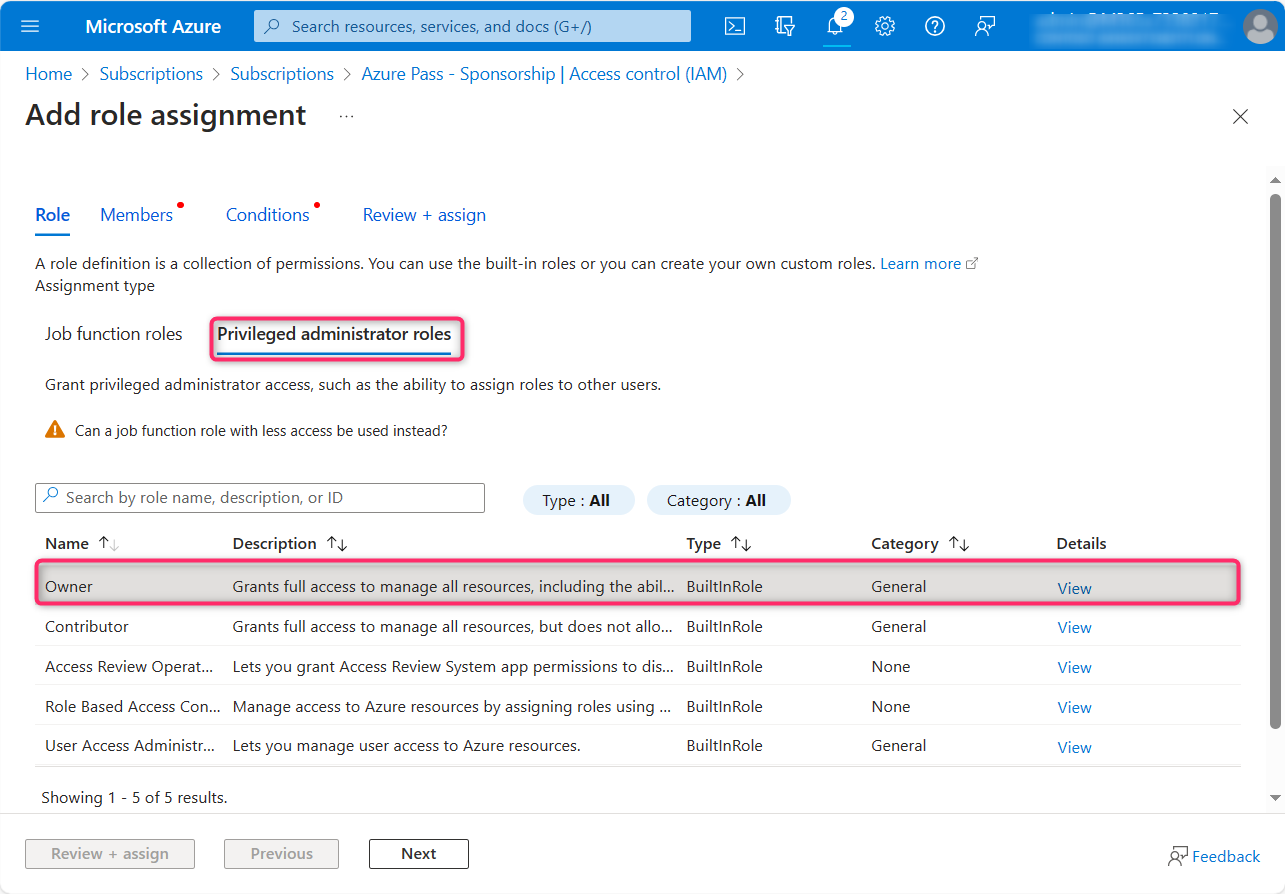 Microsoft Azure
Search resources, services, and docs (G+/)
2
Home > Subscriptions > Subscriptions > Azure Pass - Sponsorship | Access control (IAM) >
Add role assignment ...
Role Members Conditions Review + assign
A role definition is a collection of permissions. You can use the built-in roles or you can create your own custom roles. Learn more
Assignment type
Job function roles Privileged administrator roles
Grant privileged administrator access, such as the ability to assign roles to other users.
Can a job function role with less access be used instead?
Search by role name, description, or ID Type : All Category : All
Name ↑↓ Description ↑↓ Type ↑↓ Category ↑↓ Details
Owner Grants full access to manage all resources, including the abil... BuiltInRole General View
Contributor Grants full access to manage all resources, but does not allo... BuiltInRole General View
Access Review Operat... Lets you grant Access Review System app permissions to dis... BuiltInRole None View
Role Based Access Con... Manage access to Azure resources by assigning roles using ... BuiltInRole None View
User Access Administr... Lets you manage user access to Azure resources. BuiltInRole General View
Showing 1 - 5 of 5 results.
Review + assign Previous Next Feedback